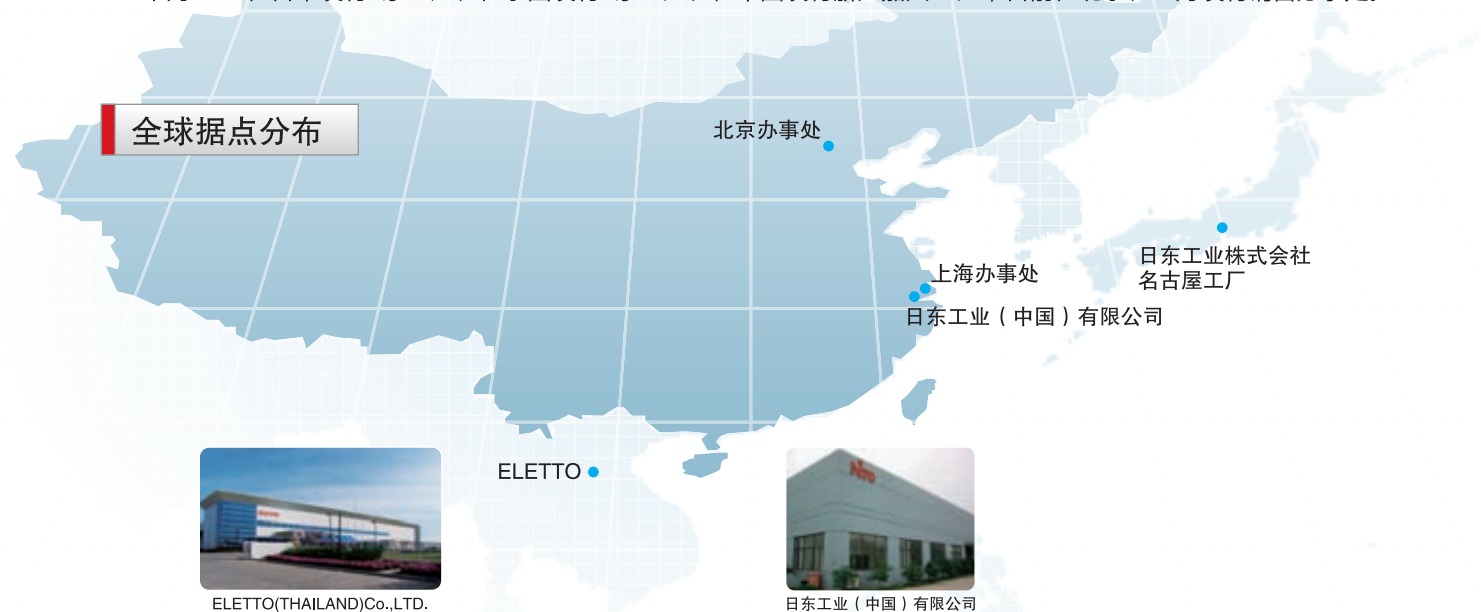 全球据点分布
北京办事处
日东工业株式会社
名古屋工厂
上海办事处
日东工业（中国）有限公司
ELETTO
NITO
ELETTO(THAILAND)Co.,LTD.
日东工业（中国）有限公司